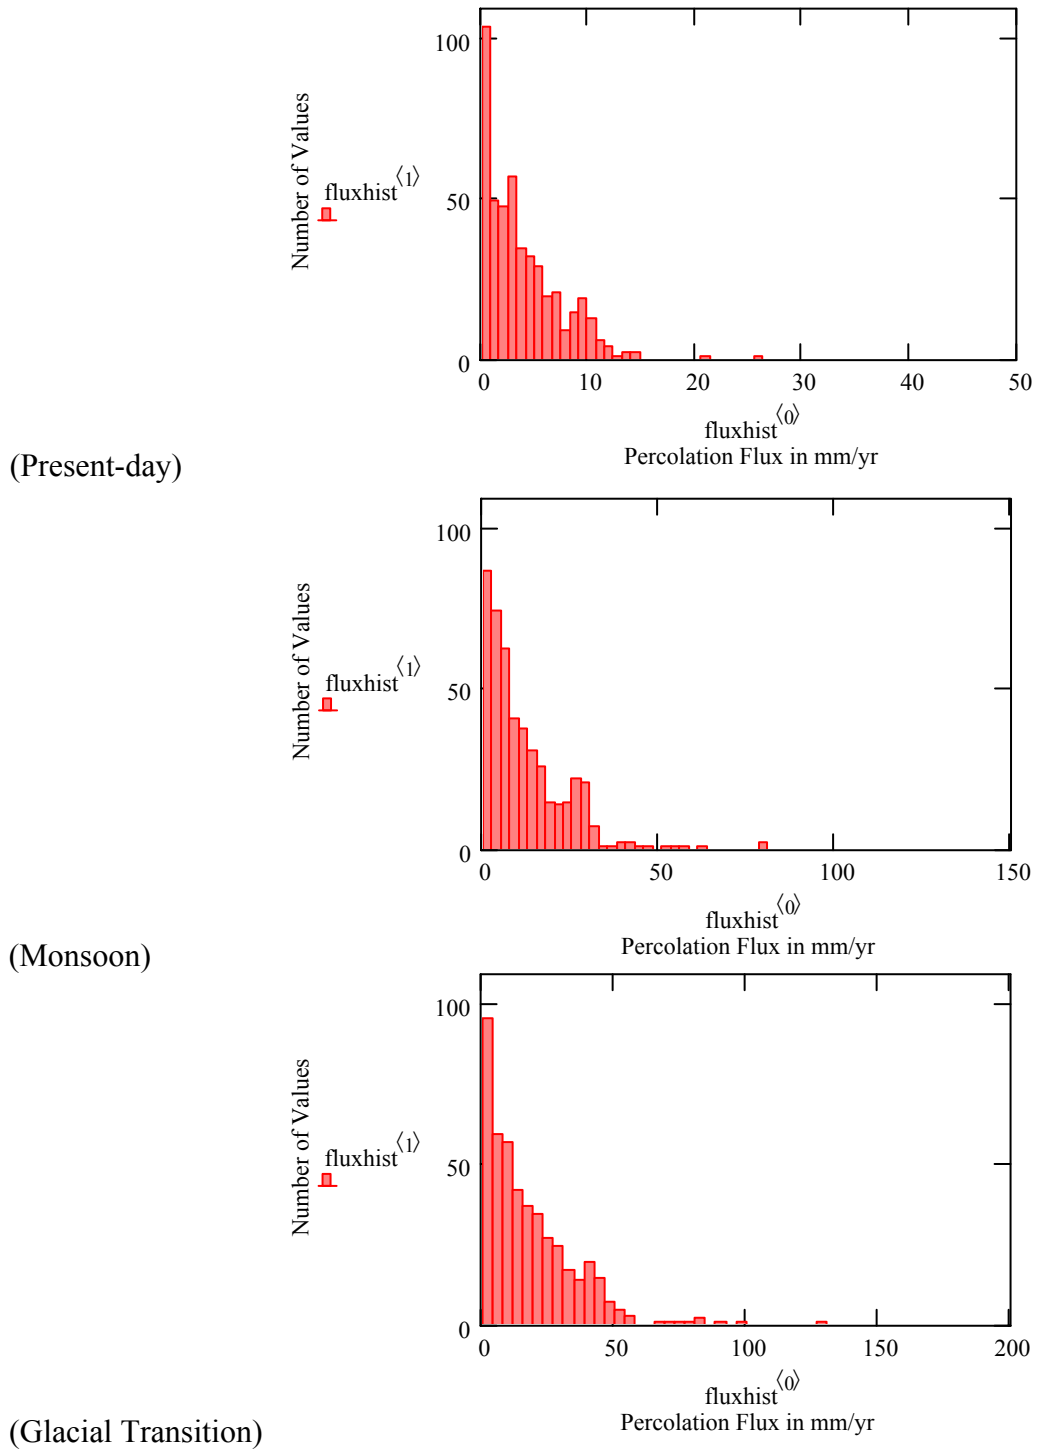 100
50
0
Number of Values
fluxhist⟨1⟩
0 10 20 30 40 50
fluxhist⟨0⟩
Percolation Flux in mm/yr
(Present-day)
100
50
0
Number of Values
fluxhist⟨1⟩
0 50 100 150
fluxhist⟨0⟩
Percolation Flux in mm/yr
(Monsoon)
100
50
0
Number of Values
fluxhist⟨1⟩
0 50 100 150 200
fluxhist⟨0⟩
Percolation Flux in mm/yr
(Glacial Transition)